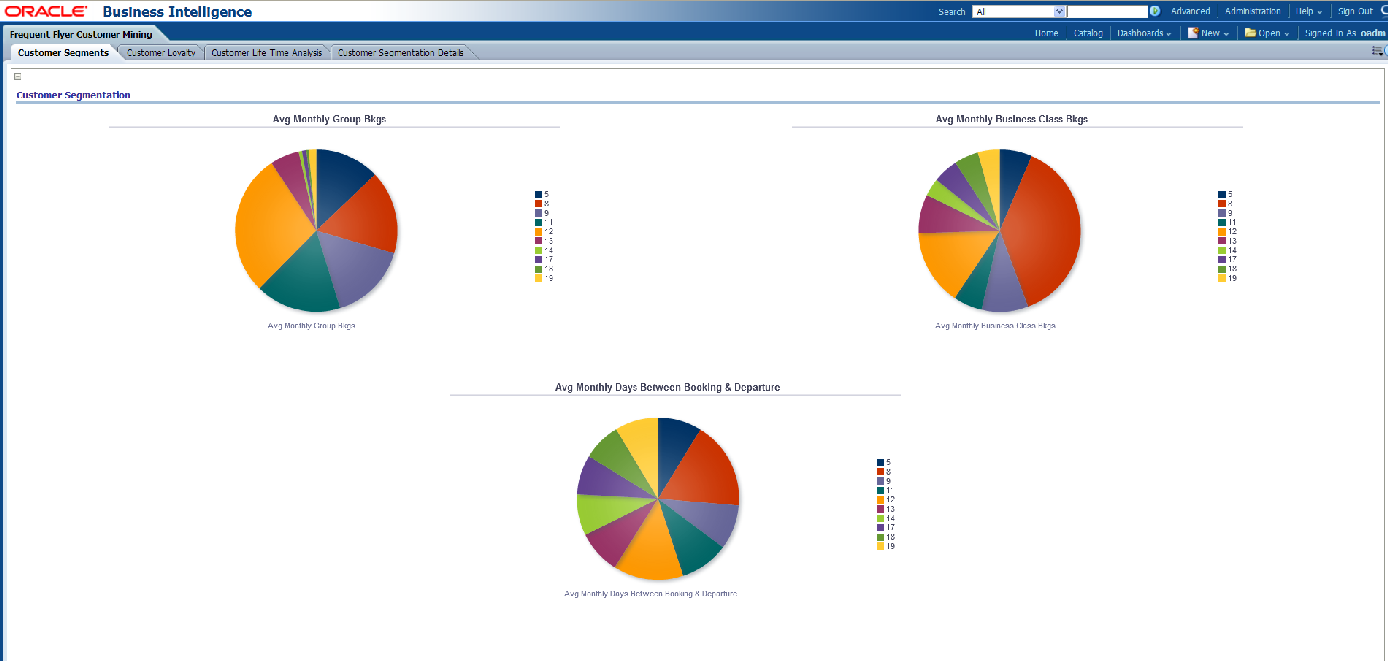 ORACLE Business Intelligence
Search All Advanced Administration Help Sign Out
Frequent Flyer Customer Mining
Home Catalog Dashboards New Open Signed In As oadm
Customer Segments Customer Loyalty Customer Life Time Analysis Customer Segmentation Details
Customer Segmentation
Avg Monthly Group Bkgs
5
8
9
11
12
13
14
17
18
19
Avg Monthly Group Bkgs
Avg Monthly Business Class Bkgs
5
8
9
11
12
13
14
17
18
19
Avg Monthly Business Class Bkgs
Avg Monthly Days Between Booking & Departure
5
8
9
11
12
13
14
17
18
19
Avg Monthly Days Between Booking & Departure